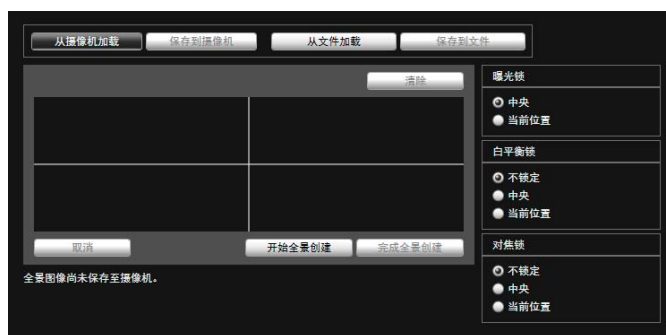 从摄像机加载 保存到摄像机 从文件加载 保存到文件
清除
取消 开始全景创建 完成全景创建
全景图像尚未保存至摄像机。
曝光锁
中央
当前位置
白平衡锁
不锁定
中央
当前位置
对焦锁
不锁定
中央
当前位置